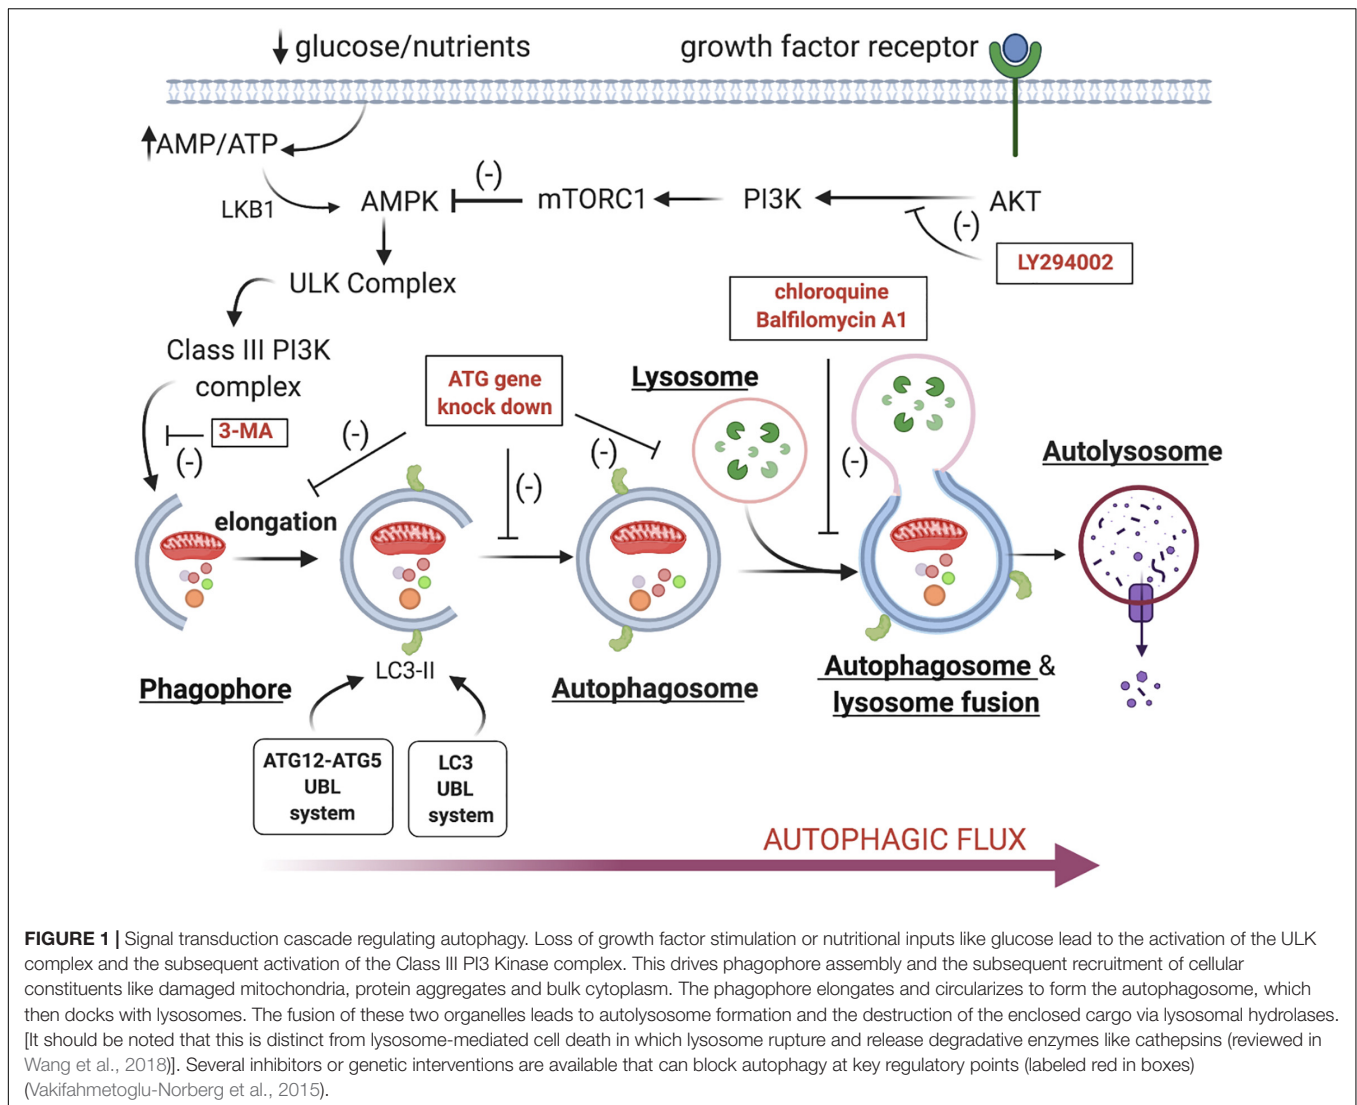 glucose/nutrients
growth factor receptor
AMP/ATP
LKB1
AMPK
(-)
mTORC1
PI3K
AKT
(-)
LY294002
ULK Complex
chloroquine
Balfilomycin A1
Class III PI3K
complex
ATG gene
knock down
Lysosome
3-MA
(-)
(-)
(-)
(-)
(-)
Autolysosome
elongation
Phagophore
LC3-II
Autophagosome
Autophagosome &
lysosome fusion
ATG12-ATG5
UBL
system
LC3
UBL
system
AUTOPHAGIC FLUX
FIGURE 1 | Signal transduction cascade regulating autophagy. Loss of growth factor stimulation or nutritional inputs like glucose lead to the activation of the ULK
complex and the subsequent activation of the Class III PI3 Kinase complex. This drives phagophore assembly and the subsequent recruitment of cellular
constituents like damaged mitochondria, protein aggregates and bulk cytoplasm. The phagophore elongates and circularizes to form the autophagosome, which
then docks with lysosomes. The fusion of these two organelles leads to autolysosome formation and the destruction of the enclosed cargo via lysosomal hydrolases.
[It should be noted that this is distinct from lysosome-mediated cell death in which lysosome rupture and release degradative enzymes like cathepsins (reviewed in
Wang et al., 2018)]. Several inhibitors or genetic interventions are available that can block autophagy at key regulatory points (labeled red in boxes)
(Vakifahmetoglu-Norberg et al., 2015).